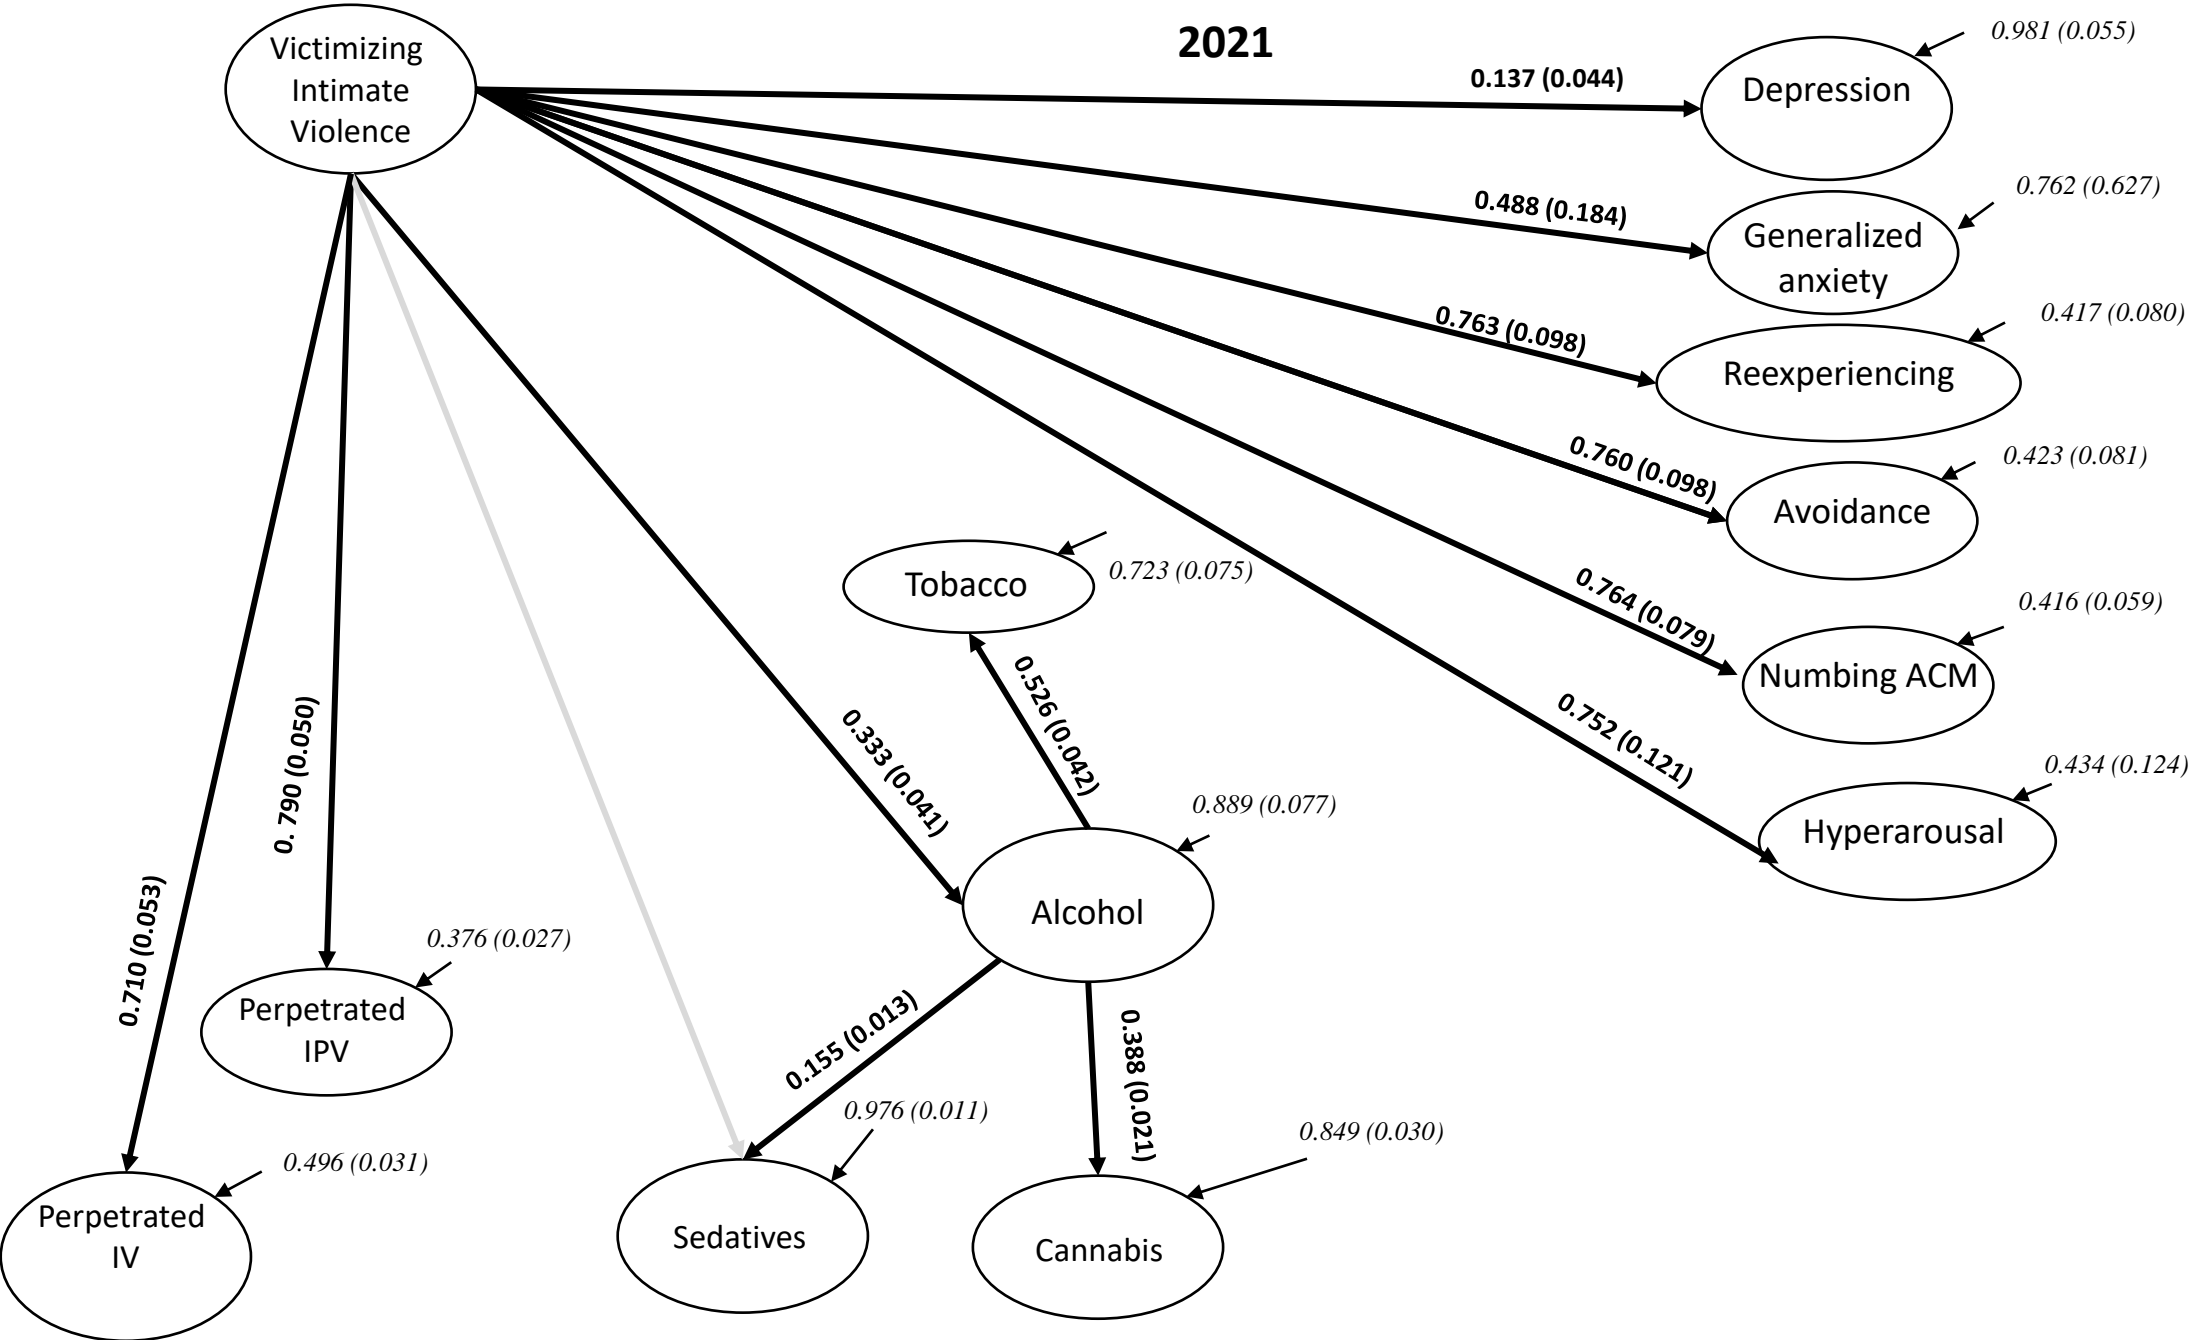 2021
Victimizing
Intimate
Violence
0.137 (0.044)
Depression
0.981 (0.055)
0.488 (0.184)
Generalized
anxiety
0.762 (0.627)
0.763 (0.098)
Reexperiencing
0.417 (0.080)
0.760 (0.098)
Avoidance
0.423 (0.081)
0.764 (0.079)
Numbing ACM
0.416 (0.059)
0.752 (0.121)
Hyperarousal
0.434 (0.124)
Tobacco
0.723 (0.075)
0.526 (0.042)
0.333 (0.041)
Alcohol
0.889 (0.077)
0. 790 (0.050)
0.710 (0.053)
Perpetrated
IPV
0.376 (0.027)
Perpetrated
IV
0.496 (0.031)
0.155 (0.013)
Sedatives
0.976 (0.011)
0.388 (0.021)
Cannabis
0.849 (0.030)